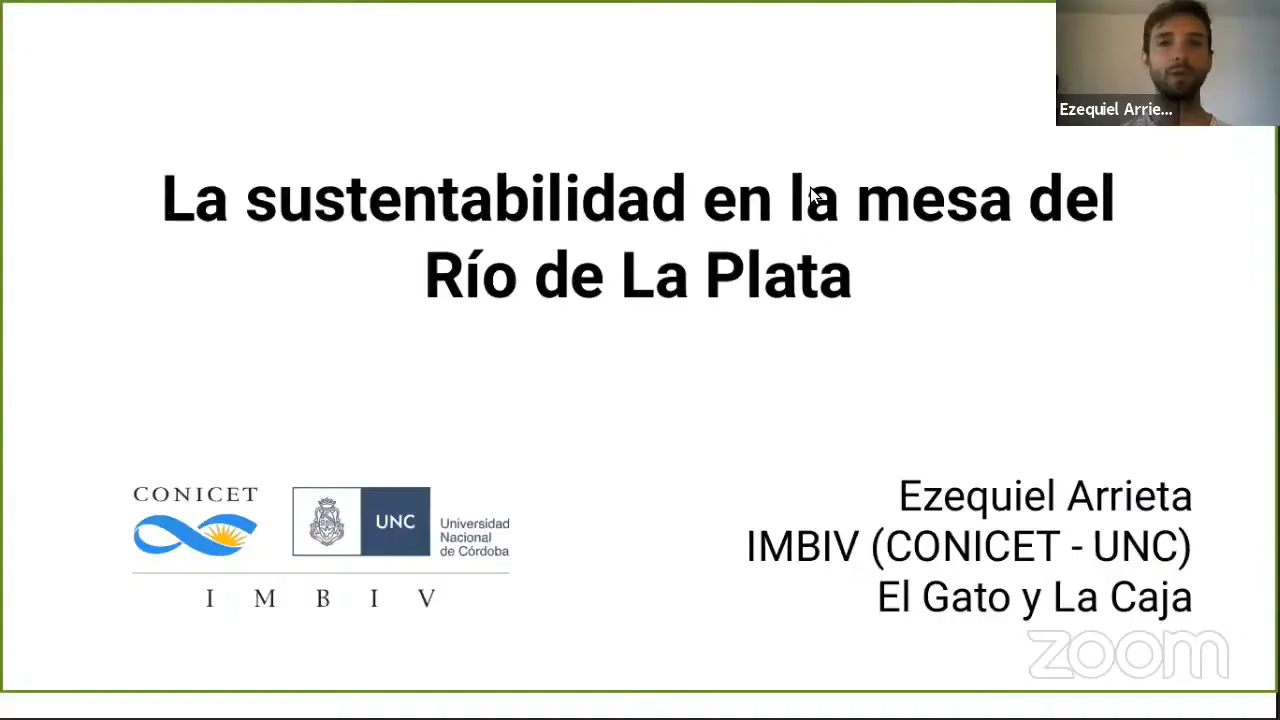 Ezequiel Arrie...
La sustentabilidad en la mesa del
Río de La Plata
CONICET
UNC
Universidad
Nacional
de Córdoba
I M B I V
Ezequiel Arrieta
IMBIV (CONICET - UNC)
El Gato y La Caja
zoom